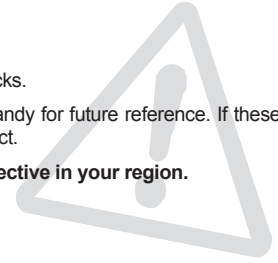 cks.
andy for future reference. If these
ct.
ective in your region.